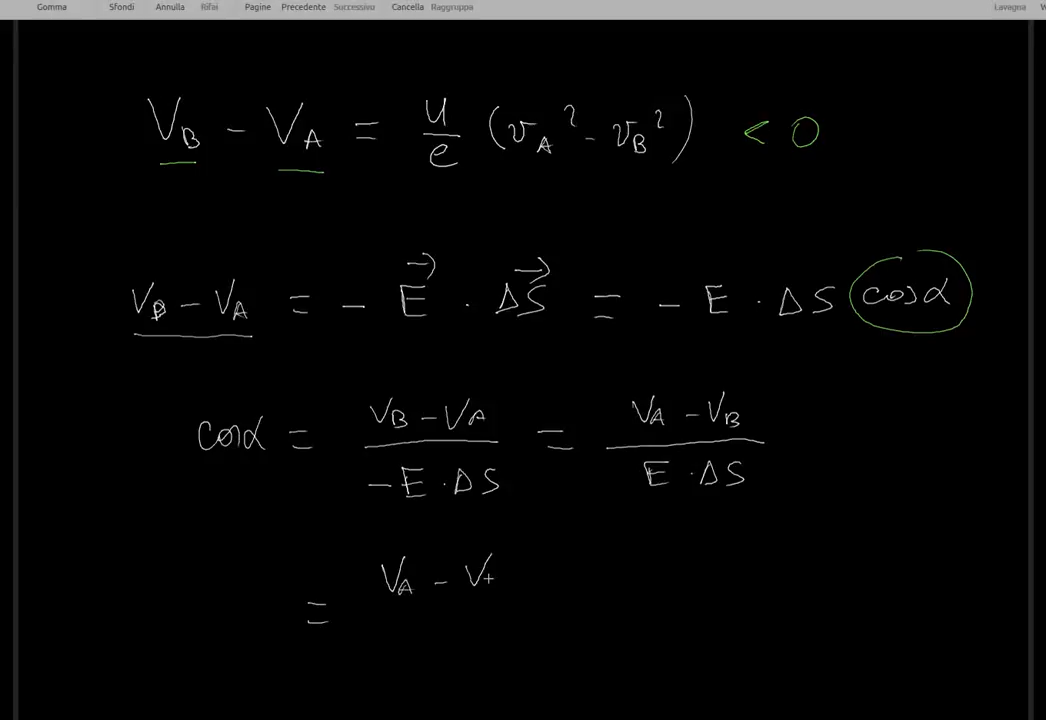 Gomma Sfondi Annulla Rifai Pagine Precedente Successivo Cancella Raggruppa Lavagna
V_B - V_A = u/e (v_A² - v_B²) < 0
V_B - V_A = - E⃗ · ΔS⃗ = - E · ΔS cosα
cosα = (V_B - V_A)/(-E · ΔS) = (V_A - V_B)/(E · ΔS)
= V_A - V